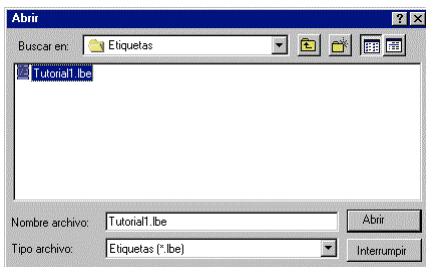 Abrir
Buscar en: Etiquetas
Tutorial1.lbe
Nombre archivo: Tutorial1.lbe Abrir
Tipo archivo: Etiquetas (*.lbe) Interrumpir